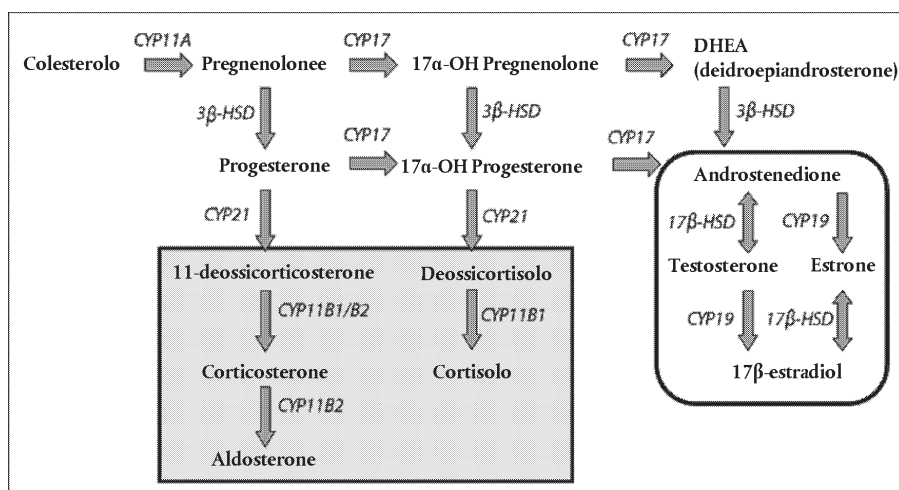 CYP11A CYP17 CYP17
Colesterolo Pregnenolonee 17α-OH Pregnenolone DHEA
(deidroepiandrosterone)
3β-HSD 3β-HSD 3β-HSD
CYP17 CYP17
Progesterone 17α-OH Progesterone
Androstenedione
CYP21 CYP21 17β-HSD CYP19
11-deossicorticosterone Deossicortisolo Testosterone Estrone
CYP11B1/B2 CYP11B1 CYP19 17β-HSD
Corticosterone Cortisolo 17β-estradiol
CYP11B2
Aldosterone